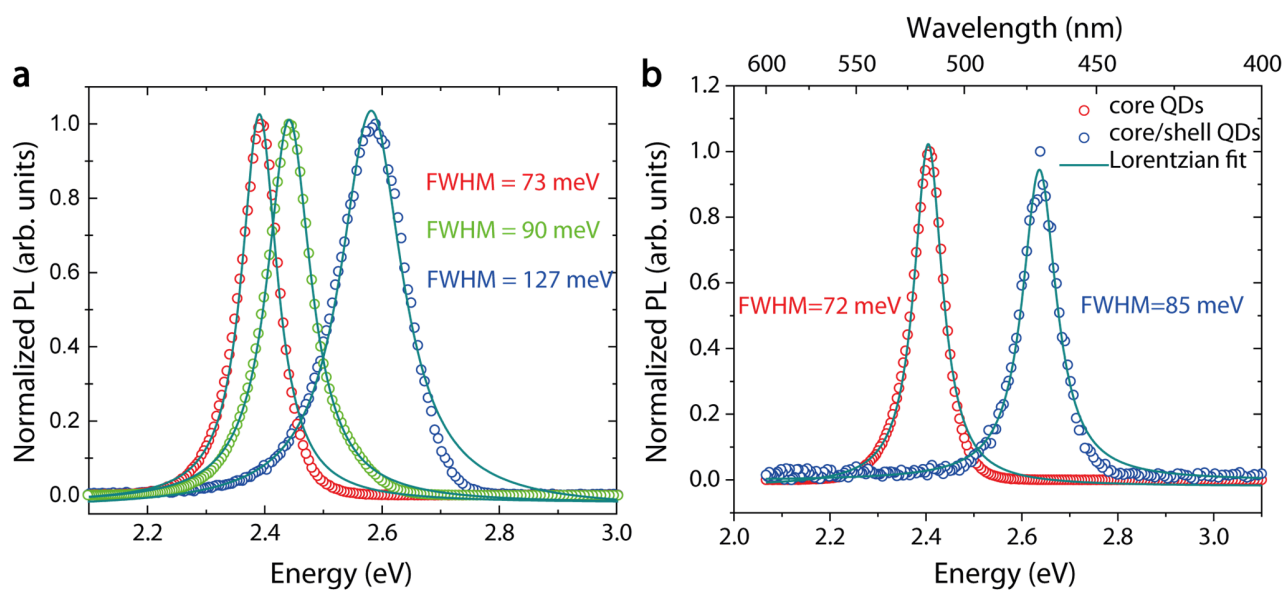 a
Normalized PL (arb. units)
1.0
0.8
0.6
0.4
0.2
0.0
FWHM = 73 meV
FWHM = 90 meV
FWHM = 127 meV
2.2 2.4 2.6 2.8 3.0
Energy (eV)
b
Wavelength (nm)
600 550 500 450 400
Normalized PL (arb. units)
1.2
1.0
0.8
0.6
0.4
0.2
0.0
core QDs
core/shell QDs
Lorentzian fit
FWHM=72 meV
FWHM=85 meV
2.0 2.2 2.4 2.6 2.8 3.0
Energy (eV)